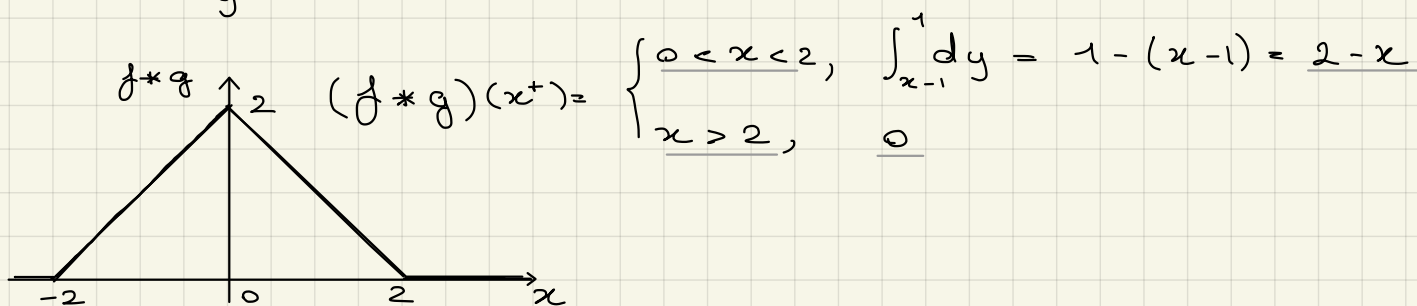 y
f * g
2
(f * g)(x⁺) = { 0 < x < 2, ∫_{x-1}^{1} dy = 1 - (x-1) = 2 - x
x > 2, 0
-2 0 2 x